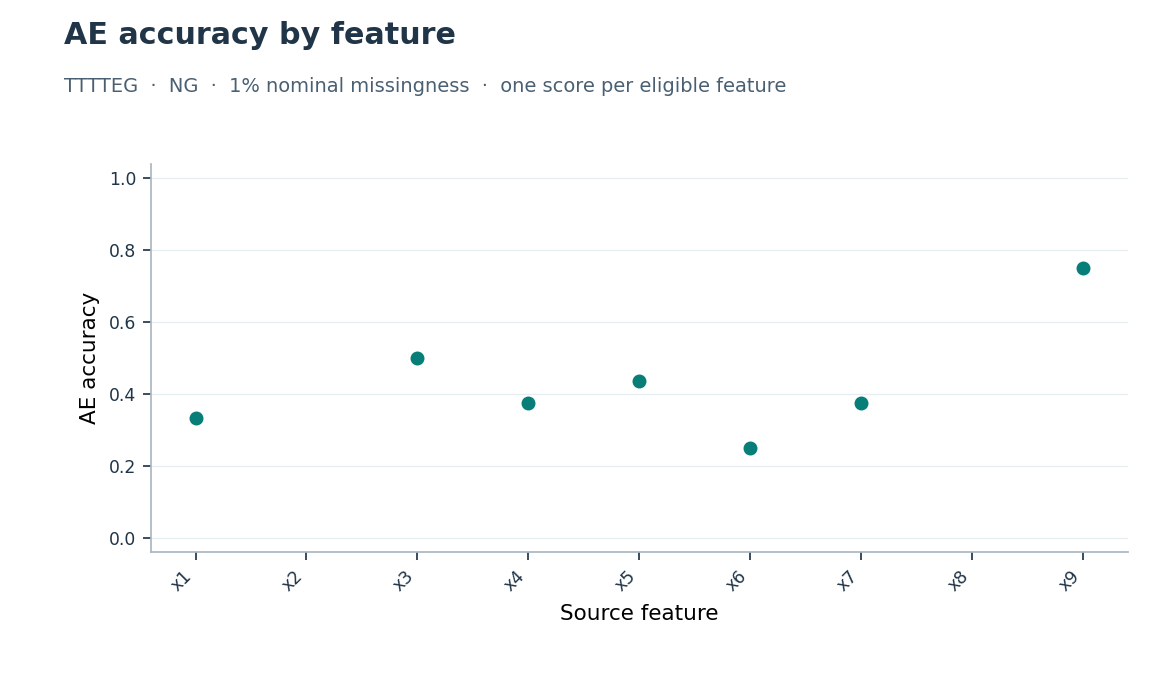 AE accuracy by feature
TTTTEG · NG · 1% nominal missingness · one score per eligible feature
1.0
0.8
0.6
0.4
0.2
0.0
AE accuracy
x1 x2 x3 x4 x5 x6 x7 x8 x9
Source feature